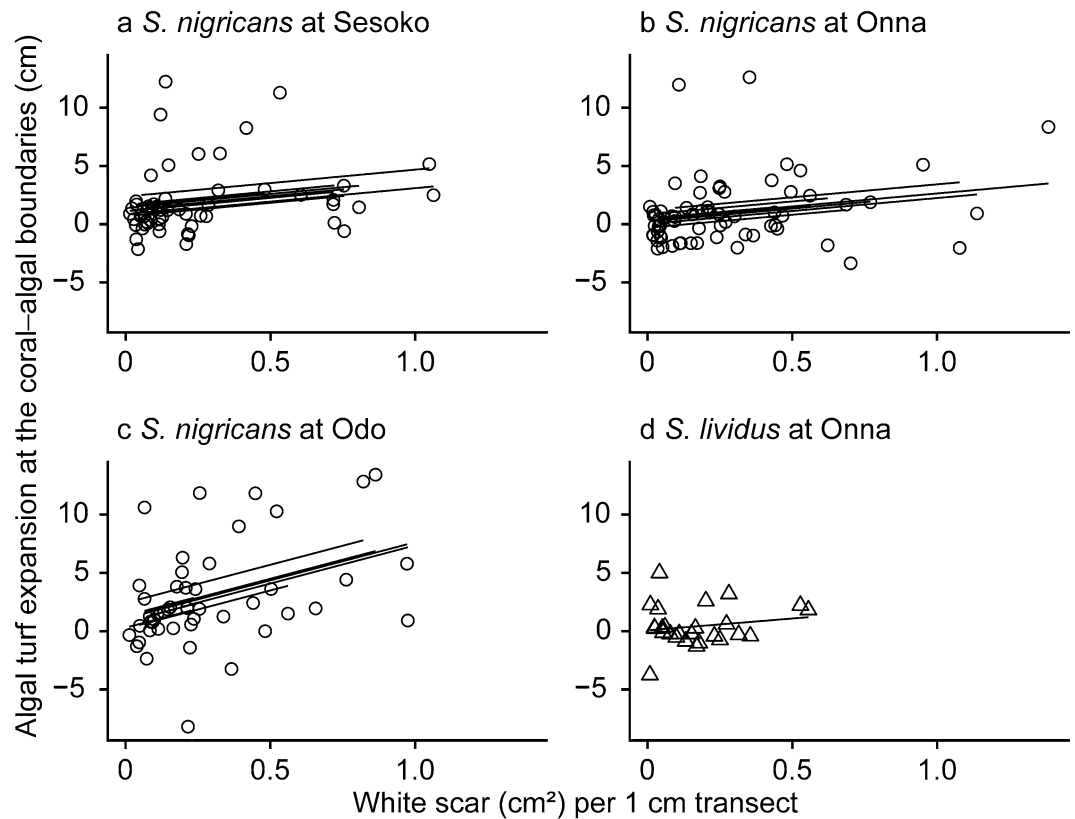 Algal turf expansion at the coral–algal boundaries (cm)
a S. nigricans at Sesoko
10
5
0
−5
0 0.5 1.0
b S. nigricans at Onna
10
5
0
−5
0 0.5 1.0
c S. nigricans at Odo
10
5
0
−5
0 0.5 1.0
d S. lividus at Onna
10
5
0
−5
0 0.5 1.0
White scar (cm²) per 1 cm transect